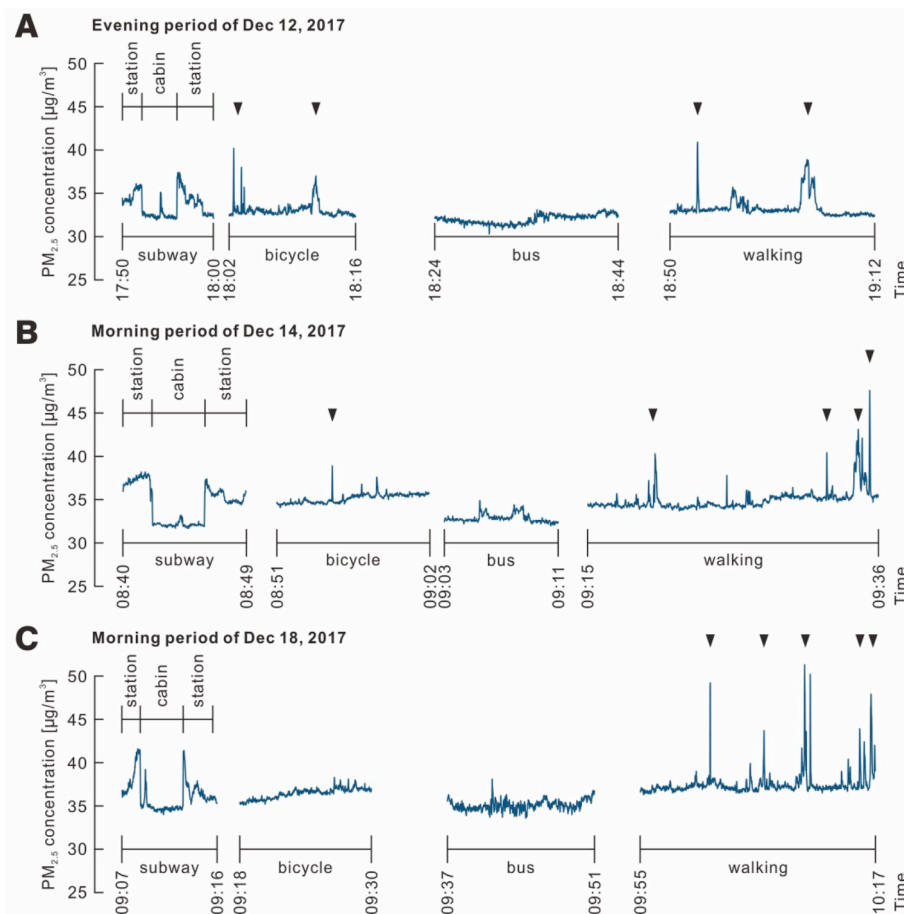 A Evening period of Dec 12, 2017
station
cabin
station
PM2.5 concentration [µg/m³]
50
45
40
35
30
25
subway
bicycle
bus
walking
17:50
18:00
18:02
18:16
18:24
18:44
18:50
19:12
Time
B Morning period of Dec 14, 2017
station
cabin
station
PM2.5 concentration [µg/m³]
50
45
40
35
30
25
subway
bicycle
bus
walking
08:40
08:49
08:51
09:02
09:03
09:11
09:15
09:36
Time
C Morning period of Dec 18, 2017
station
cabin
station
PM2.5 concentration [µg/m³]
50
45
40
35
30
25
subway
bicycle
bus
walking
09:07
09:16
09:18
09:30
09:37
09:51
09:55
10:17
Time